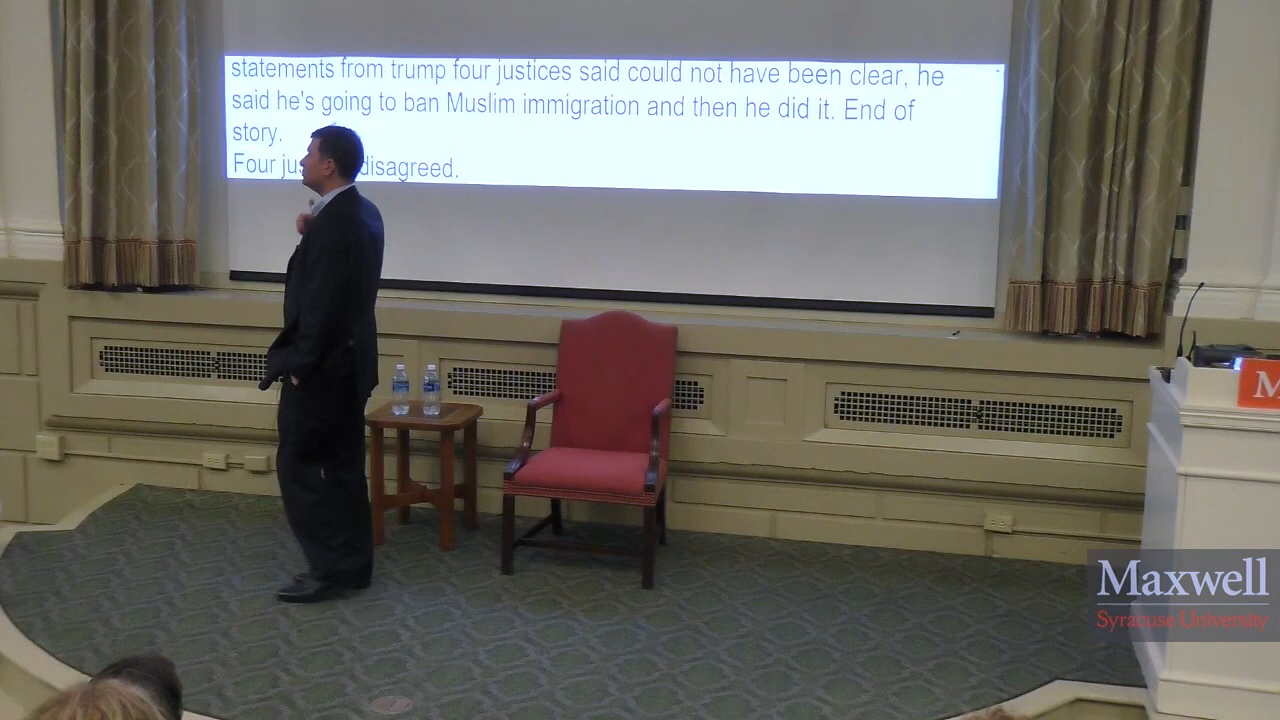 statements from trump four justices said could not have been clear, he
said he's going to ban Muslim immigration and then he did it. End of
story.
Four jus disagreed.
M
Maxwell
Syracuse University